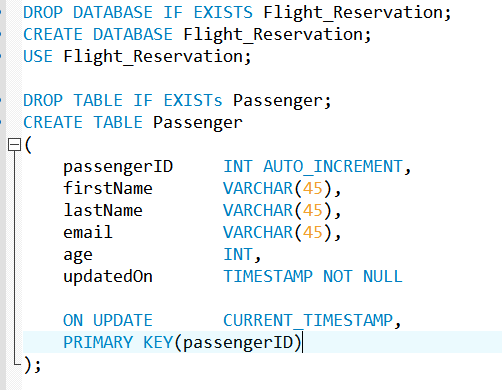 DROP DATABASE IF EXISTS Flight_Reservation;
CREATE DATABASE Flight_Reservation;
USE Flight_Reservation;
DROP TABLE IF EXISTs Passenger;
CREATE TABLE Passenger
(
passengerID INT AUTO_INCREMENT,
firstName VARCHAR(45),
lastName VARCHAR(45),
email VARCHAR(45),
age INT,
updatedOn TIMESTAMP NOT NULL
ON UPDATE CURRENT_TIMESTAMP,
PRIMARY KEY(passengerID)
);